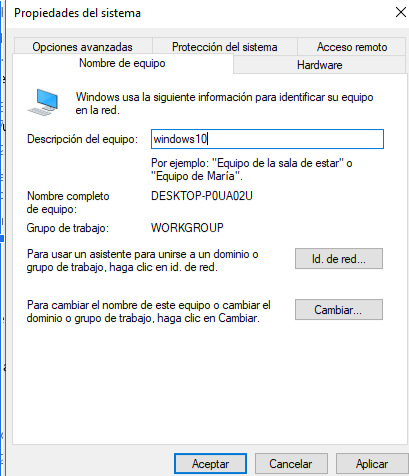 Propiedades del sistema
Opciones avanzadas Protección del sistema Acceso remoto
Nombre de equipo Hardware
Windows usa la siguiente información para identificar su equipo
en la red.
Descripción del equipo: windows10
Por ejemplo: "Equipo de la sala de estar" o
"Equipo de María".
Nombre completo DESKTOP-P0UA02U
de equipo:
Grupo de trabajo: WORKGROUP
Para usar un asistente para unirse a un dominio o
grupo de trabajo, haga clic en id. de red.
Id. de red...
Para cambiar el nombre de este equipo o cambiar el
dominio o grupo de trabajo, haga clic en Cambiar.
Cambiar...
Aceptar Cancelar Aplicar